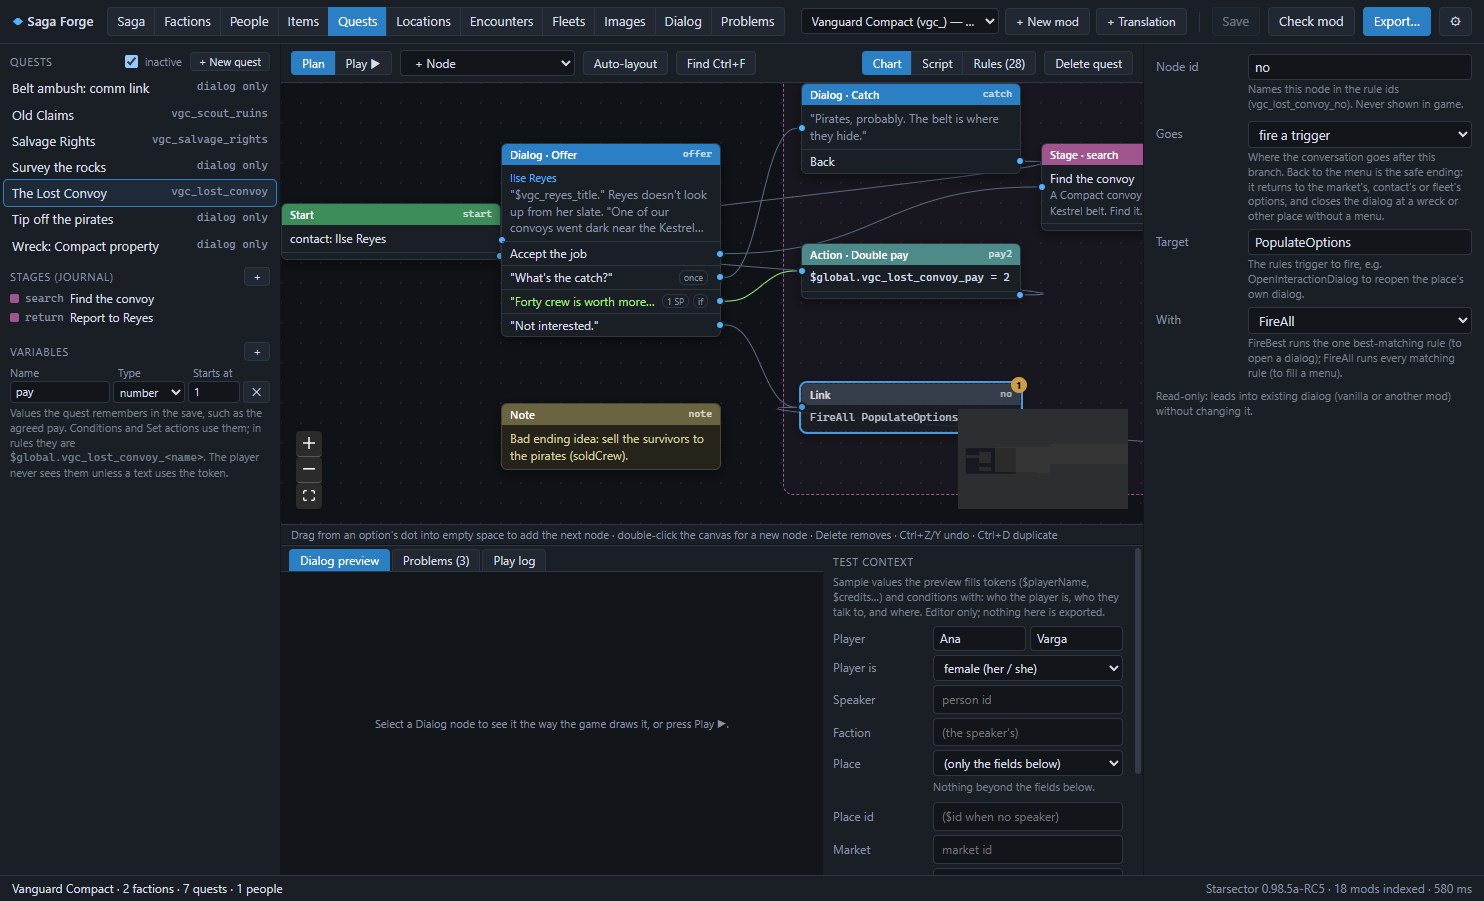 Saga Forge
Saga
Factions
People
Items
Quests
Locations
Encounters
Fleets
Images
Dialog
Problems
Vanguard Compact (vgc_) — ...
+ New mod
+ Translation
Save
Check mod
Export...
QUESTS
inactive
+ New quest
Belt ambush: comm link
dialog only
Old Claims
vgc_scout_ruins
Salvage Rights
vgc_salvage_rights
Survey the rocks
dialog only
The Lost Convoy
vgc_lost_convoy
Tip off the pirates
dialog only
Wreck: Compact property
dialog only
STAGES (JOURNAL)
+
search Find the convoy
return Report to Reyes
VARIABLES
+
Name
Type
Starts at
pay
number
1
Values the quest remembers in the save, such as the
agreed pay. Conditions and Set actions use them; in
rules they are
$global.vgc_lost_convoy_<name>. The player
never sees them unless a text uses the token.
Plan
Play ▶
+ Node
Auto-layout
Find Ctrl+F
Chart
Script
Rules (28)
Delete quest
Start
start
contact: Ilse Reyes
Dialog · Offer
offer
Ilse Reyes
"$vgc_reyes_title." Reyes doesn't look
up from her slate. "One of our
convoys went dark near the Kestrel...
Accept the job
"What's the catch?"
once
"Forty crew is worth more...
1 SP
if
"Not interested."
Note
note
Bad ending idea: sell the survivors to
the pirates (soldCrew).
Dialog · Catch
catch
"Pirates, probably. The belt is where
they hide."
Back
Stage · search
Find the convoy
A Compact convoy
Kestrel belt. Find it.
Action · Double pay
pay2
$global.vgc_lost_convoy_pay = 2
1
Link
no
FireAll PopulateOptions
+
−
Drag from an option's dot into empty space to add the next node · double-click the canvas for a new node · Delete removes · Ctrl+Z/Y undo · Ctrl+D duplicate
Dialog preview
Problems (3)
Play log
Select a Dialog node to see it the way the game draws it, or press Play ▶.
TEST CONTEXT
Sample values the preview fills tokens ($playerName,
$credits...) and conditions with: who the player is, who they
talk to, and where. Editor only; nothing here is exported.
Player
Ana
Varga
Player is
female (her / she)
Speaker
person id
Faction
(the speaker's)
Place
(only the fields below)
Nothing beyond the fields below.
Place id
($id when no speaker)
Market
market id
Node id
no
Names this node in the rule ids
(vgc_lost_convoy_no). Never shown in game.
Goes
fire a trigger
Where the conversation goes after this
branch. Back to the menu is the safe ending:
it returns to the market's, contact's or fleet's
options, and closes the dialog at a wreck or
other place without a menu.
Target
PopulateOptions
The rules trigger to fire, e.g.
OpenInteractionDialog to reopen the place's
own dialog.
With
FireAll
FireBest runs the one best-matching rule (to
open a dialog); FireAll runs every matching
rule (to fill a menu).
Read-only: leads into existing dialog (vanilla or another mod)
without changing it.
Vanguard Compact · 2 factions · 7 quests · 1 people
Starsector 0.98.5a-RC5 · 18 mods indexed · 580 ms